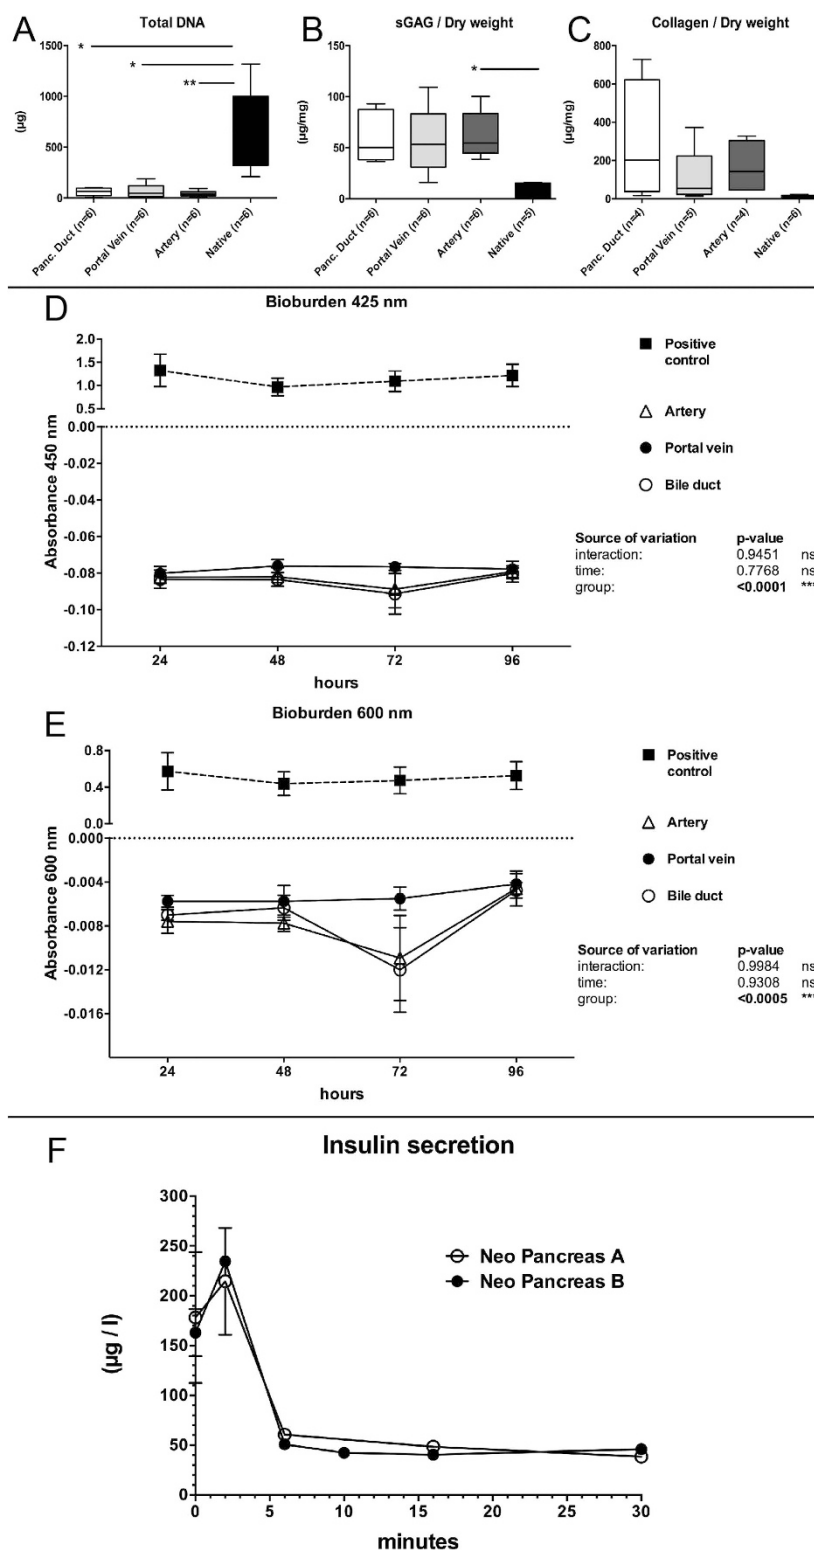 A
Total DNA
(µg)
1500
1000
500
0
*
*
**
Panc. Duct (n=6)
Portal Vein (n=6)
Artery (n=6)
Native (n=6)
B
sGAG / Dry weight
(µg/mg)
150
100
50
0
*
Panc. Duct (n=6)
Portal Vein (n=6)
Artery (n=6)
Native (n=5)
C
Collagen / Dry weight
(µg/mg)
800
600
400
200
0
Panc. Duct (n=4)
Portal Vein (n=5)
Artery (n=4)
Native (n=6)
D
Bioburden 425 nm
Absorbance 450 nm
2.0
1.5
1.0
0.5
0.00
-0.02
-0.04
-0.06
-0.08
-0.10
-0.12
24 48 72 96
hours
Positive
control
Artery
Portal vein
Bile duct
Source of variation p-value
interaction: 0.9451 ns
time: 0.7768 ns
group: <0.0001 ***
E
Bioburden 600 nm
Absorbance 600 nm
0.8
0.4
0.0
0.000
-0.004
-0.008
-0.012
-0.016
24 48 72 96
hours
Positive
control
Artery
Portal vein
Bile duct
Source of variation p-value
interaction: 0.9984 ns
time: 0.9308 ns
group: <0.0005 ***
F
Insulin secretion
(µg / l)
300
250
200
150
100
50
0
0 5 10 15 20 25 30
minutes
Neo Pancreas A
Neo Pancreas B